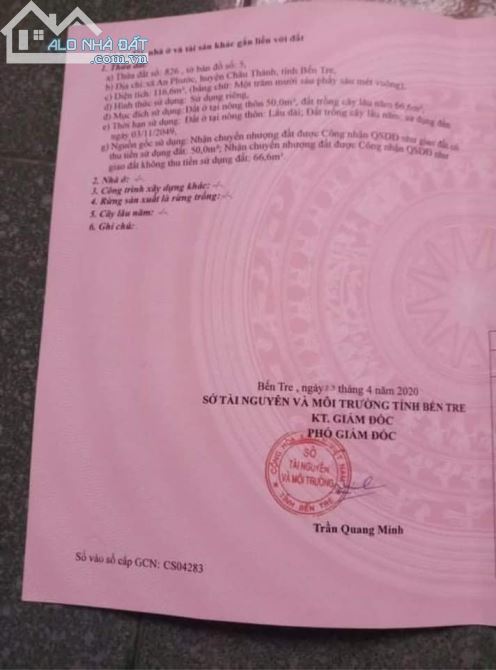 ALO NHÀ ĐẤT
nhà ở và tài sản khác gắn liền với đất
1. Thửa đất:
a) Thửa đất số: 826, tờ bản đồ số: 5,
b) Địa chỉ: xã An Phước, huyện Châu Thành, tỉnh Bến Tre,
c) Diện tích: 116,6m², (bằng chữ: Một trăm mười sáu phẩy sáu mét vuông),
d) Hình thức sử dụng: Sử dụng riêng,
đ) Mục đích sử dụng: Đất ở tại nông thôn 50,0m², đất trồng cây lâu năm 66,6m²,
e) Thời hạn sử dụng: Đất ở tại nông thôn: Lâu dài; Đất trồng cây lâu năm: sử dụng đến
ngày 03/11/2049,
g) Nguồn gốc sử dụng: Nhận chuyển nhượng đất được Công nhận QSDĐ như giao đất có
thu tiền sử dụng đất: 50,0m²; Nhận chuyển nhượng đất được Công nhận QSDĐ như
giao đất không thu tiền sử dụng đất: 66,6m².
2. Nhà ở: -/-
3. Công trình xây dựng khác: -/-
4. Rừng sản xuất là rừng trồng: -/-
5. Cây lâu năm: -/-
6. Ghi chú:
Bến Tre, ngày tháng 4 năm 2020
SỞ TÀI NGUYÊN VÀ MÔI TRƯỜNG TỈNH BẾN TRE
KT. GIÁM ĐỐC
PHÓ GIÁM ĐỐC
SỞ
TÀI NGUYÊN
VÀ MÔI TRƯỜNG
TỈNH BẾN TRE
Trần Quang Minh
Số vào sổ cấp GCN: CS04283